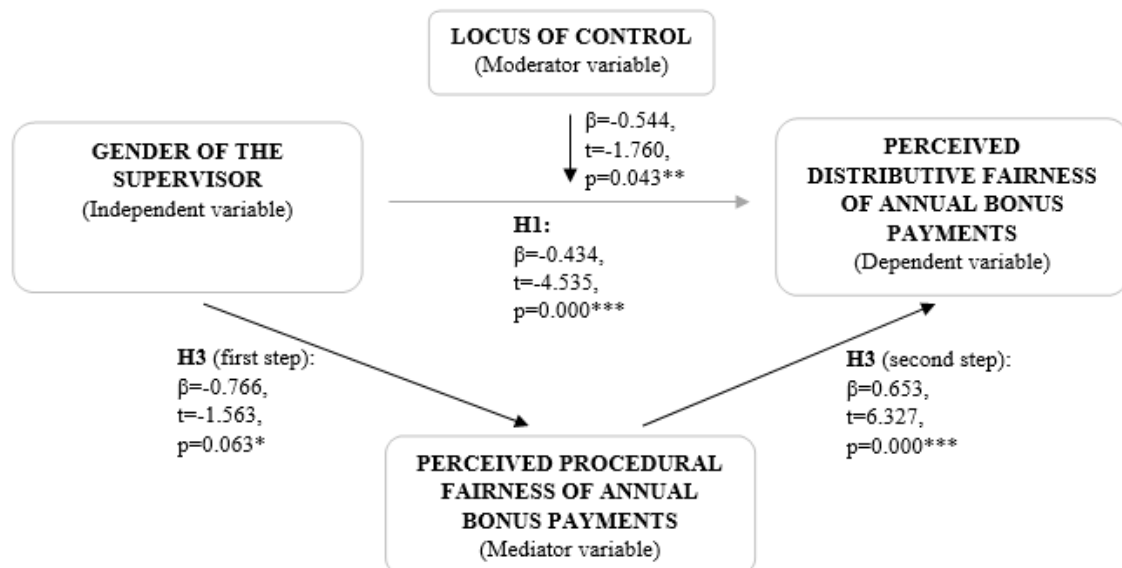 LOCUS OF CONTROL
(Moderator variable)
β=-0.544,
t=-1.760,
p=0.043**
GENDER OF THE
SUPERVISOR
(Independent variable)
PERCEIVED
DISTRIBUTIVE FAIRNESS
OF ANNUAL BONUS
PAYMENTS
(Dependent variable)
H1:
β=-0.434,
t=-4.535,
p=0.000***
H3 (first step):
β=-0.766,
t=-1.563,
p=0.063*
H3 (second step):
β=0.653,
t=6.327,
p=0.000***
PERCEIVED PROCEDURAL
FAIRNESS OF ANNUAL
BONUS PAYMENTS
(Mediator variable)